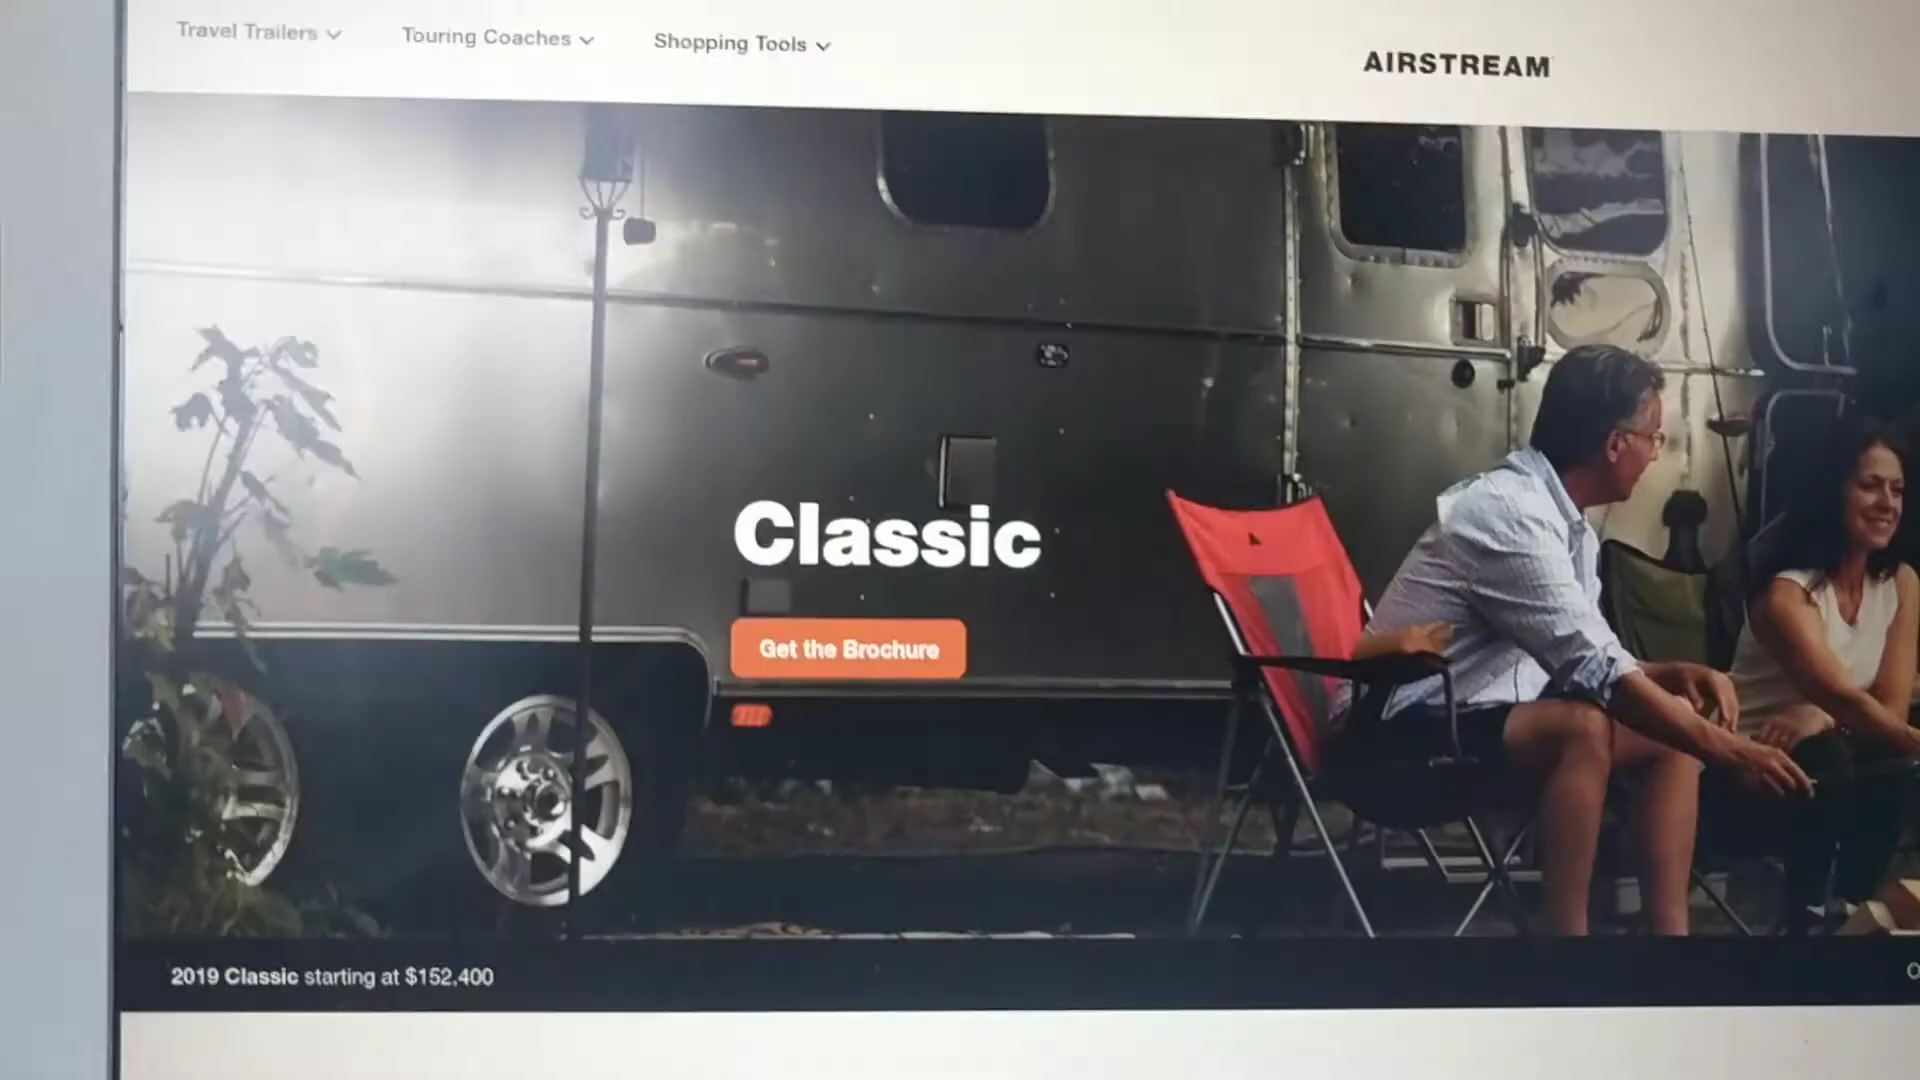 Travel Trailers
Touring Coaches
Shopping Tools
AIRSTREAM
Classic
Get the Brochure
2019 Classic starting at $152,400